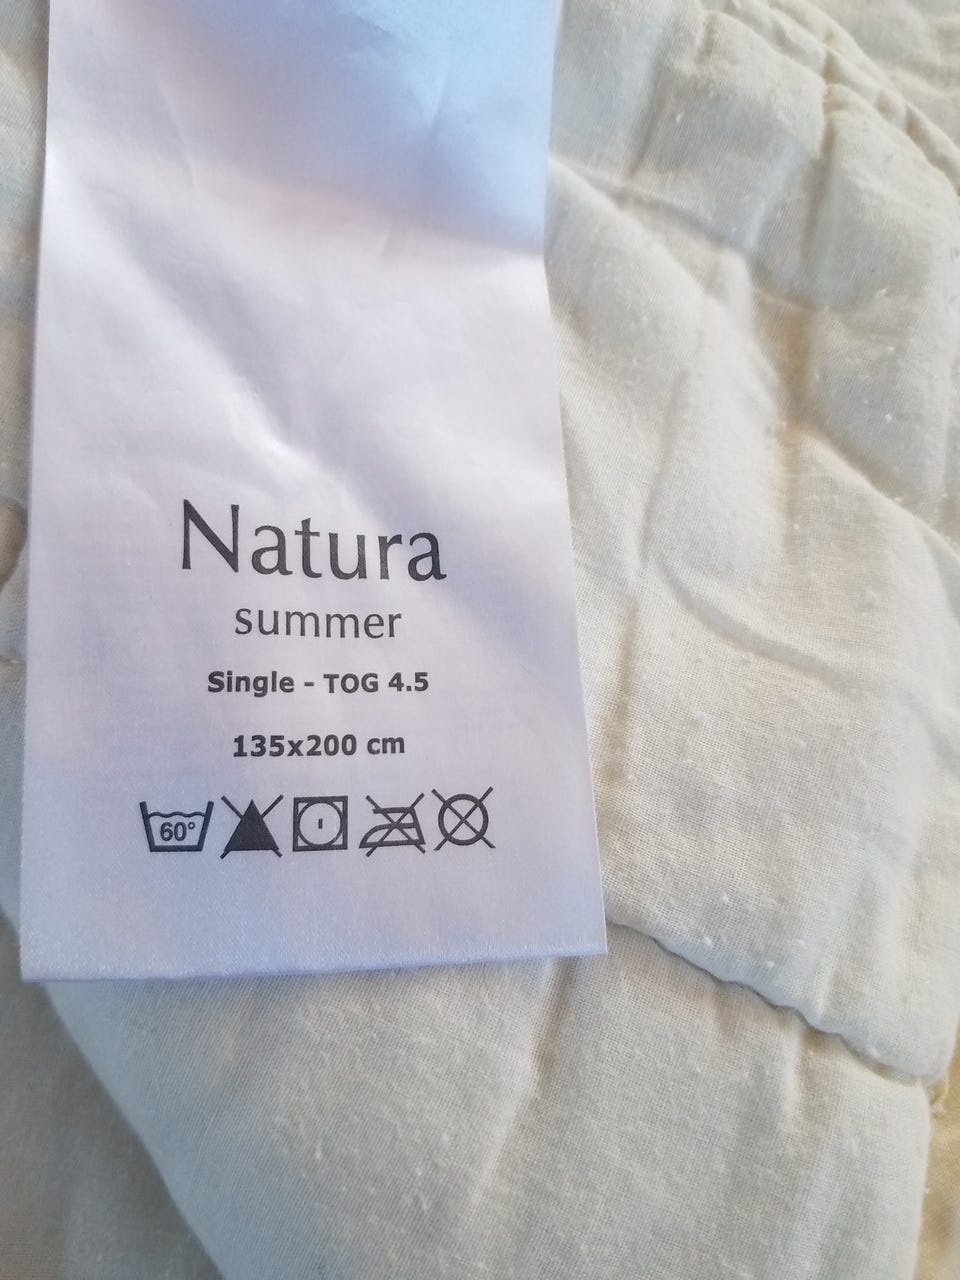 Natura
summer
Single - TOG 4.5
135x200 cm
60°